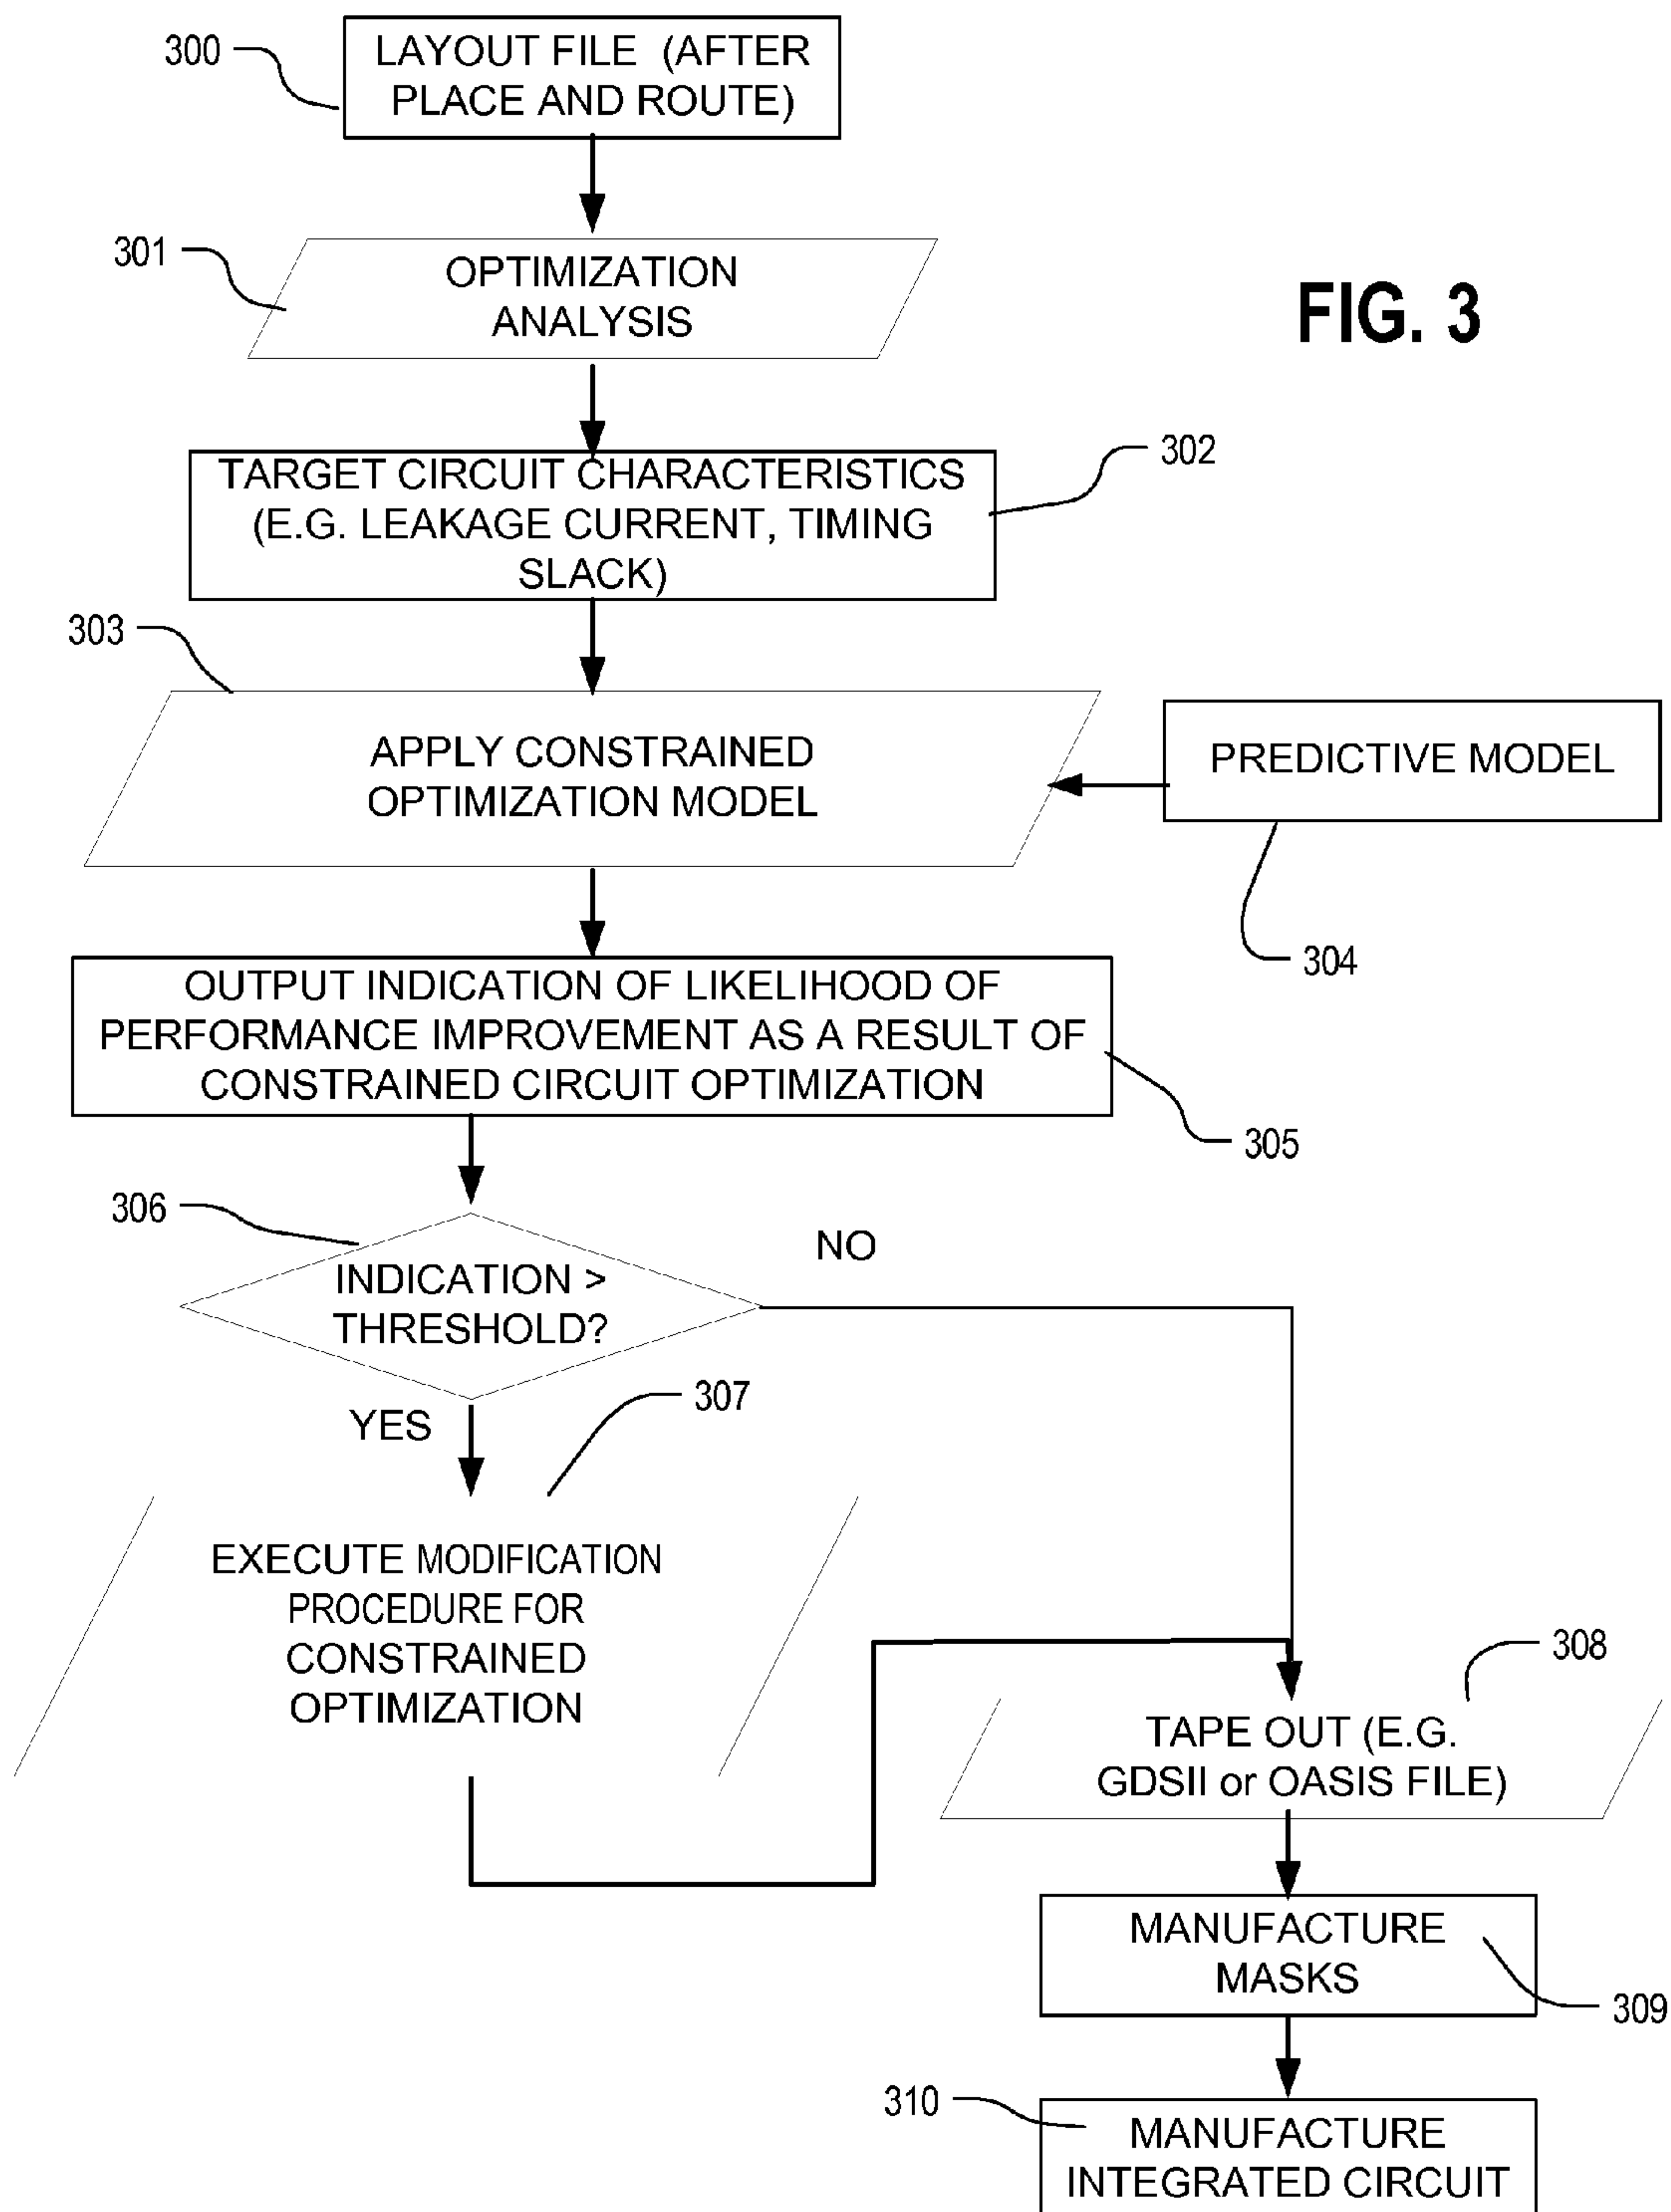 300
LAYOUT FILE (AFTER
PLACE AND ROUTE)
301
OPTIMIZATION
ANALYSIS
FIG. 3
302
TARGET CIRCUIT CHARACTERISTICS
(E.G. LEAKAGE CURRENT, TIMING
SLACK)
303
APPLY CONSTRAINED
OPTIMIZATION MODEL
PREDICTIVE MODEL
304
OUTPUT INDICATION OF LIKELIHOOD OF
PERFORMANCE IMPROVEMENT AS A RESULT OF
CONSTRAINED CIRCUIT OPTIMIZATION
305
306
INDICATION >
THRESHOLD?
NO
YES
307
EXECUTE MODIFICATION
PROCEDURE FOR
CONSTRAINED
OPTIMIZATION
308
TAPE OUT (E.G.
GDSII or OASIS FILE)
MANUFACTURE
MASKS
309
310
MANUFACTURE
INTEGRATED CIRCUIT